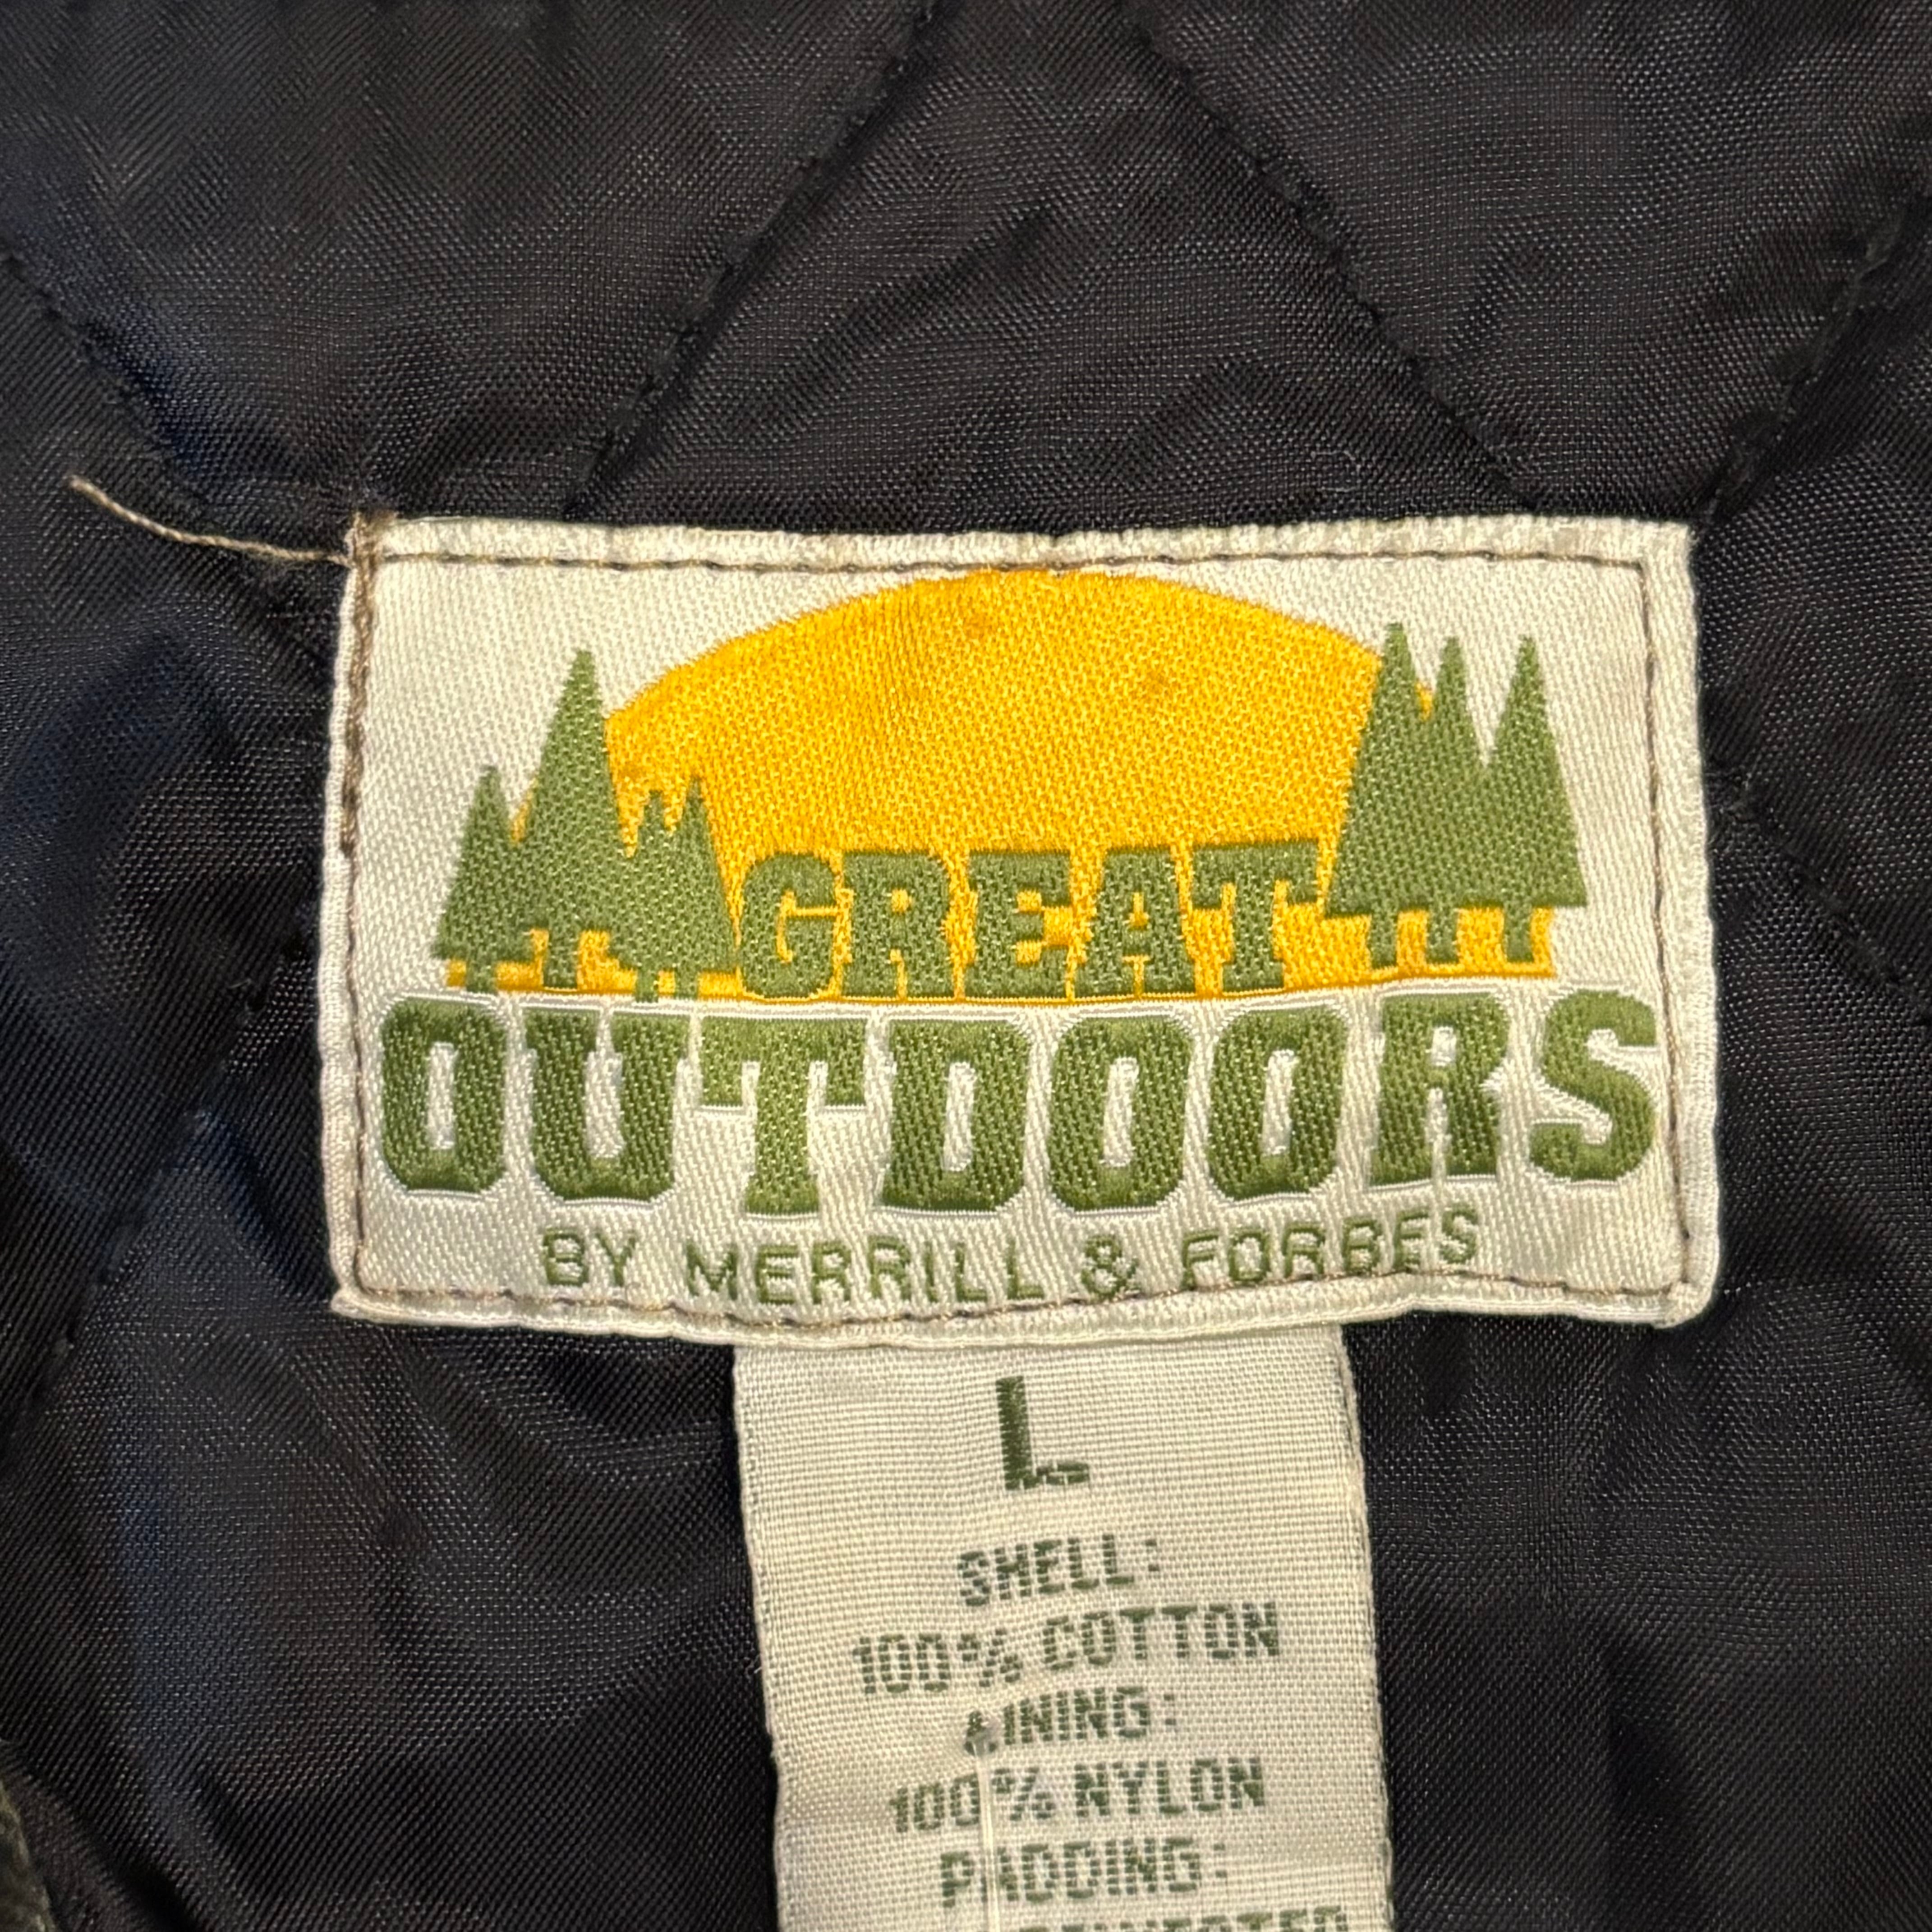 GREAT
OUTDOORS
BY MERRILL & FORBES
L
SHELL:
100% COTTON
LINING:
100% NYLON
PADDING: